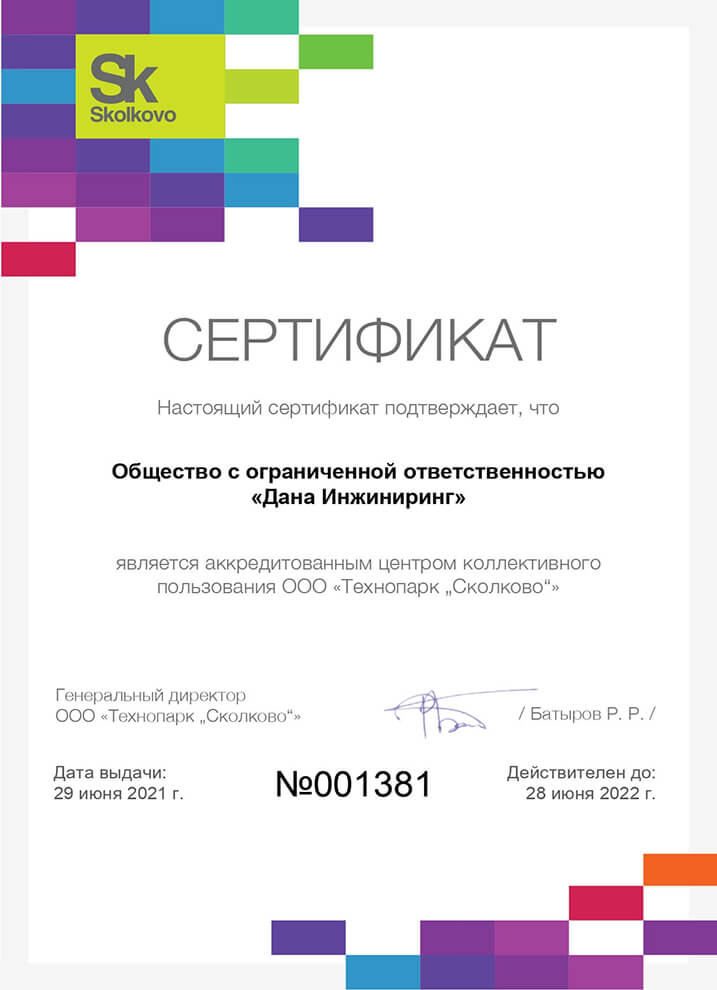 Sk
Skolkovo
СЕРТИФИКАТ
Настоящий сертификат подтверждает, что
Общество с ограниченной ответственностью
«Дана Инжиниринг»
является аккредитованным центром коллективного
пользования ООО «Технопарк „Сколково“»
Генеральный директор
ООО «Технопарк „Сколково“»
/ Батыров Р. Р. /
Дата выдачи:
29 июня 2021 г.
№001381
Действителен до:
28 июня 2022 г.